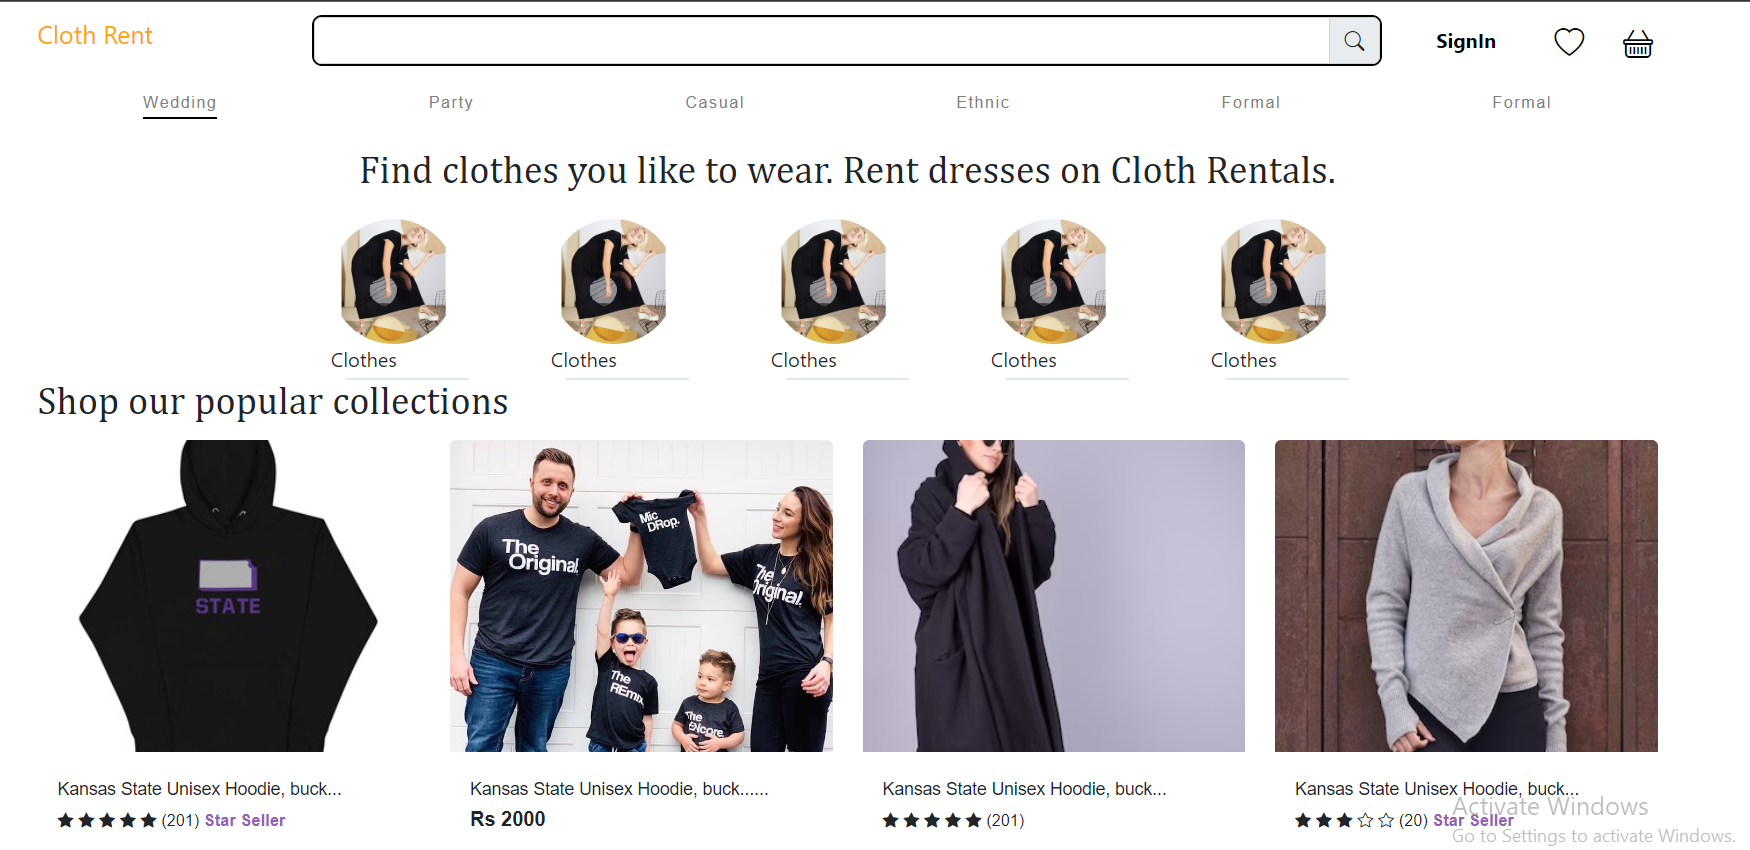 Cloth Rent
SignIn
Wedding Party Casual Ethnic Formal Formal
Find clothes you like to wear. Rent dresses on Cloth Rentals.
Clothes Clothes Clothes Clothes Clothes
Shop our popular collections
STATE
The
Original.
Mic
DRop.
The
Original.
The
REmix.
The
Encore.
Kansas State Unisex Hoodie, buck...
(201) Star Seller
Kansas State Unisex Hoodie, buck......
Rs 2000
Kansas State Unisex Hoodie, buck...
(201)
Kansas State Unisex Hoodie, buck...
(20) Star Seller
Activate Windows
Go to Settings to activate Windows.